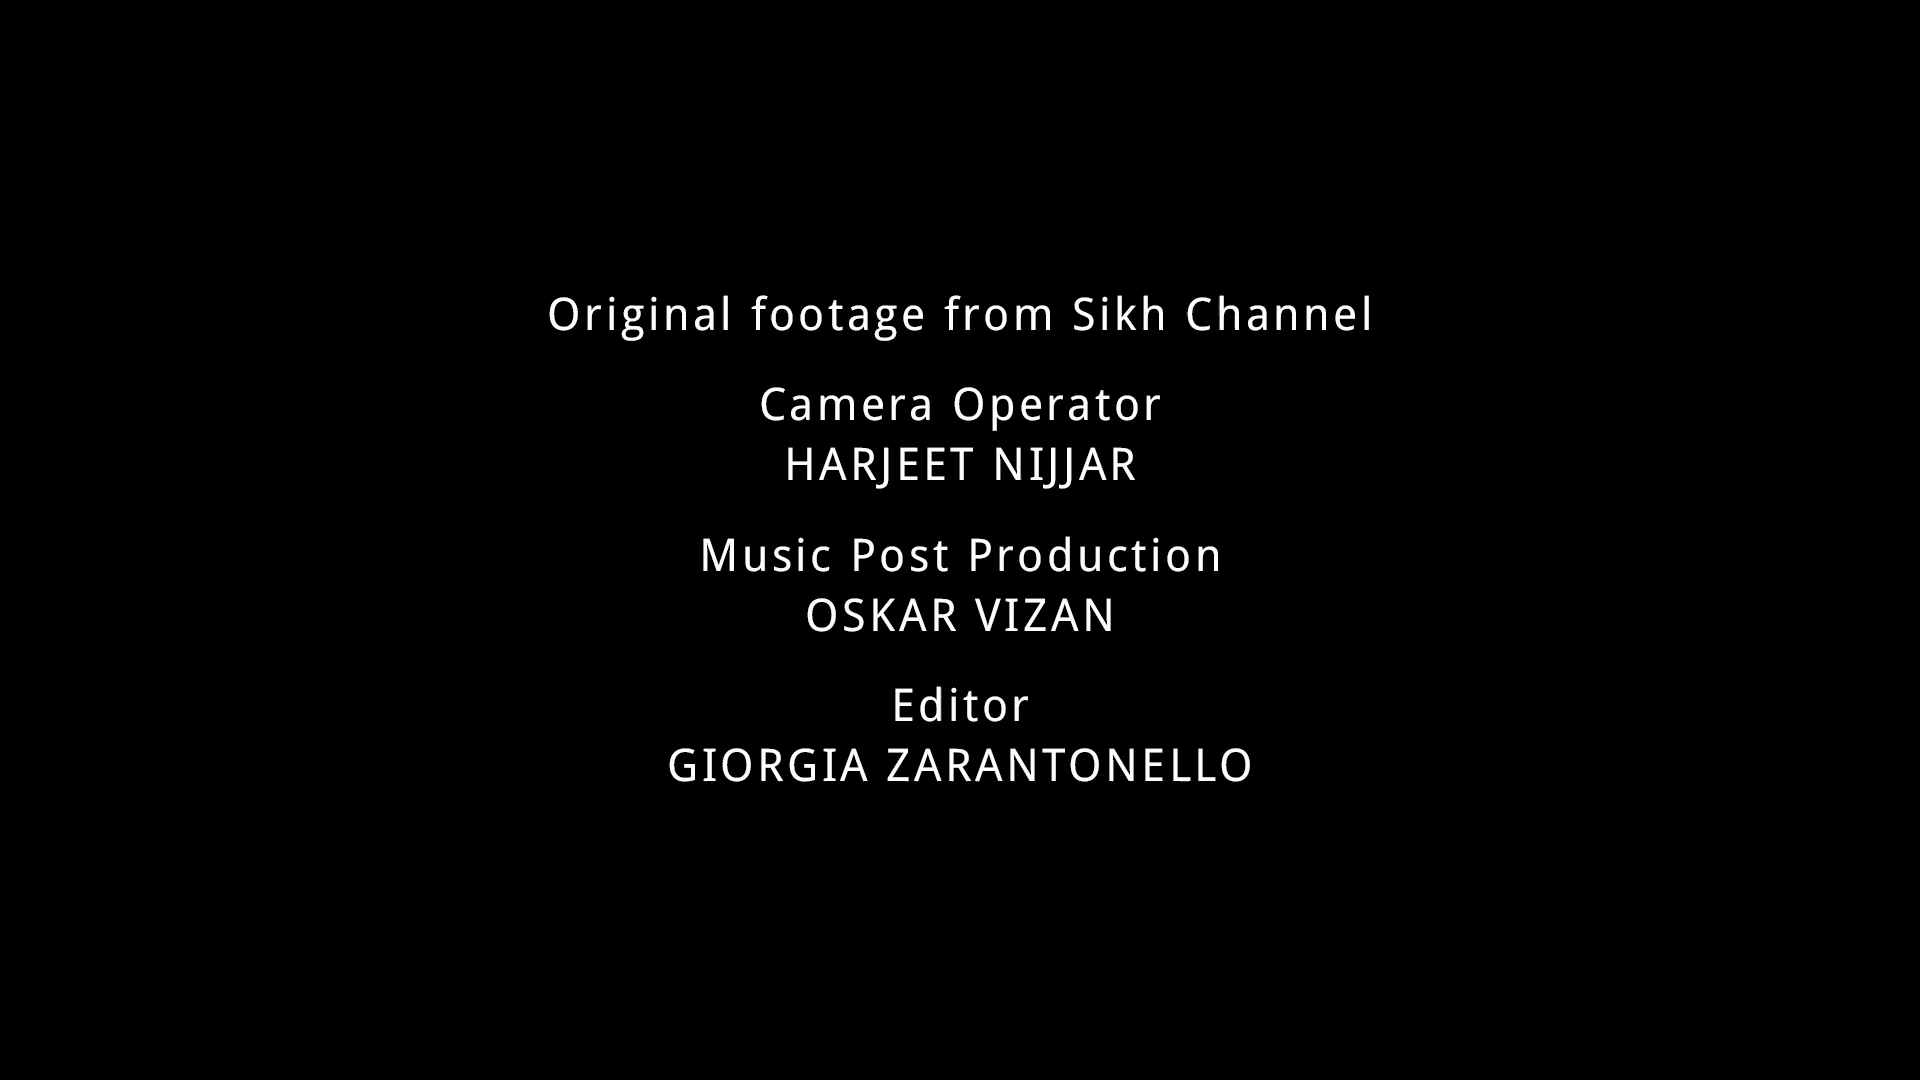 Original footage from Sikh Channel
Camera Operator
HARJEET NIJJAR
Music Post Production
OSKAR VIZAN
Editor
GIORGIA ZARANTONELLO